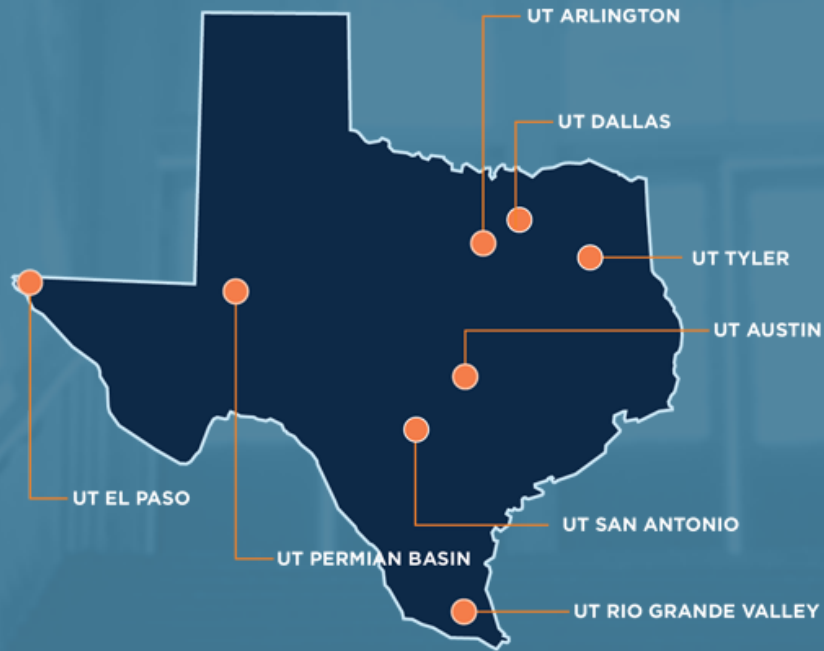 UT ARLINGTON
UT DALLAS
UT TYLER
UT AUSTIN
UT EL PASO
UT SAN ANTONIO
UT PERMIAN BASIN
UT RIO GRANDE VALLEY